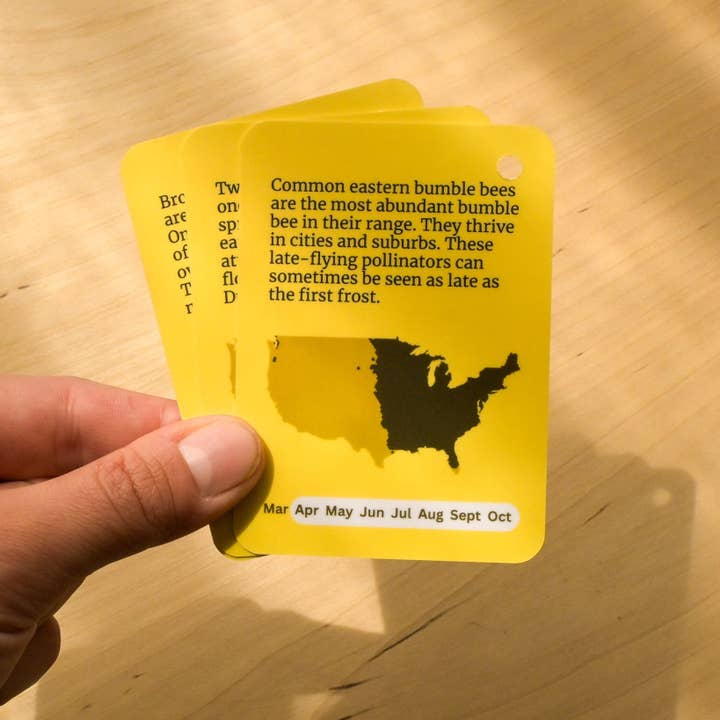 Common eastern bumble bees
are the most abundant bumble
bee in their range. They thrive
in cities and suburbs. These
late-flying pollinators can
sometimes be seen as late as
the first frost.
Mar Apr May Jun Jul Aug Sept Oct